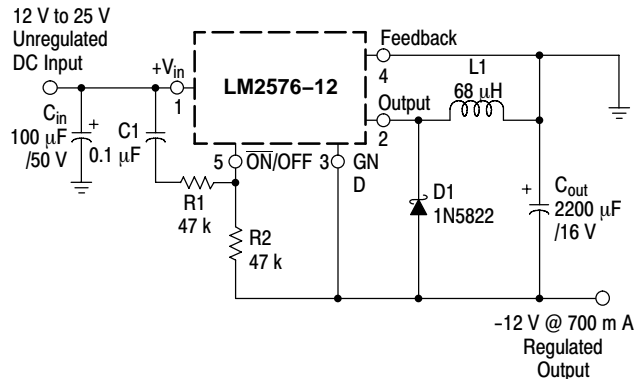 12 V to 25 V
Unregulated
DC Input
+Vin
1
LM2576–12
Feedback
4
L1
68 μH
Output
2
Cin
100 μF
/50 V
+
C1
0.1 μF
5
ON/OFF
3
GN
D
R1
47 k
R2
47 k
D1
1N5822
+
Cout
2200 μF
/16 V
–12 V @ 700 m A
Regulated
Output